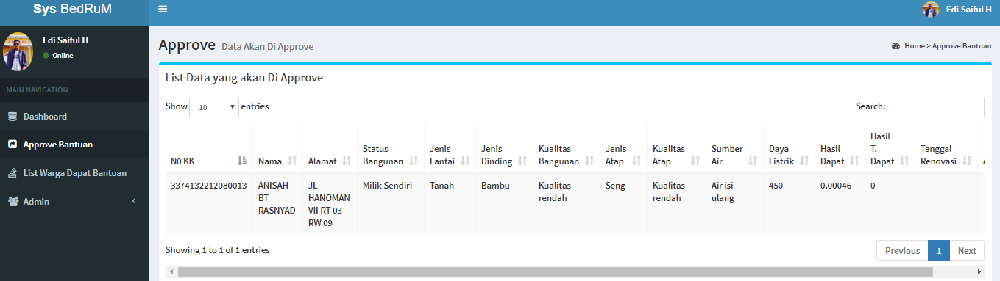 Sys BedRuM
Edi Saiful H
Edi Saiful H
Online
Approve Data Akan Di Approve
Home > Approve Bantuan
MAIN NAVIGATION
Dashboard
Approve Bantuan
List Warga Dapat Bantuan
Admin
List Data yang akan Di Approve
Show 10 entries
Search:
N0 KK
Nama
Alamat
Status
Bangunan
Jenis
Lantai
Jenis
Dinding
Kualitas
Bangunan
Jenis
Atap
Kualitas
Atap
Sumber
Air
Daya
Listrik
Hasil
Dapat
Hasil
T.
Dapat
Tanggal
Renovasi
3374132212080013
ANISAH
BT
RASNYAD
JL
HANOMAN
VII RT 03
RW 09
Milik Sendiri
Tanah
Bambu
Kualitas
rendah
Seng
Kualitas
rendah
Air isi
ulang
450
0.00046
0
Showing 1 to 1 of 1 entries
Previous 1 Next